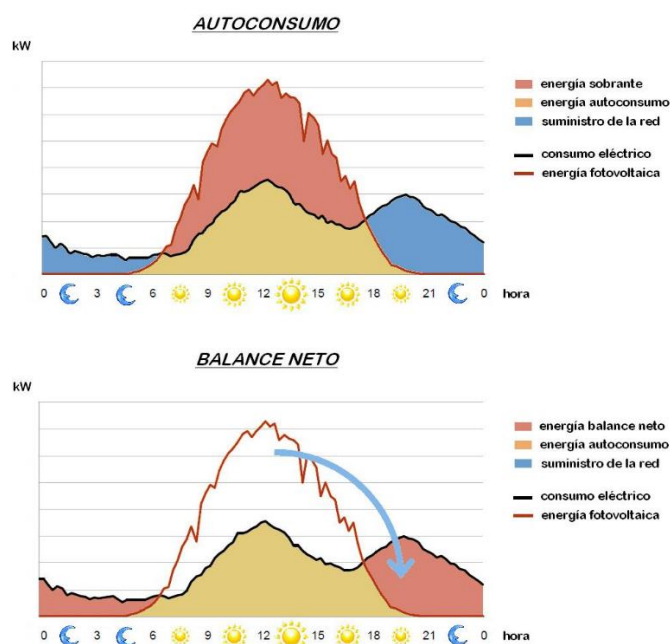 AUTOCONSUMO
kW
energía sobrante
energía autoconsumo
suministro de la red
consumo eléctrico
energía fotovoltaica
0 3 6 9 12 15 18 21 0 hora
BALANCE NETO
kW
energía balance neto
energía autoconsumo
suministro de la red
consumo eléctrico
energía fotovoltaica
0 3 6 9 12 15 18 21 0 hora